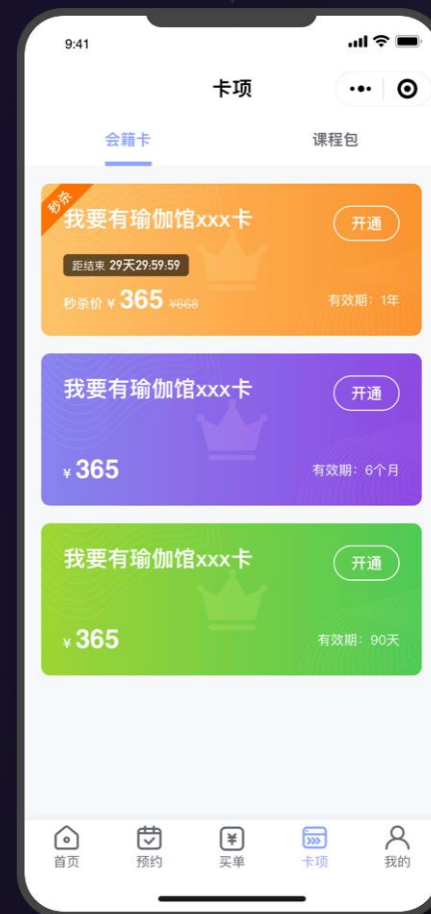 9:41
卡项
会籍卡 课程包
秒杀
我要有瑜伽馆xxx卡 开通
距结束 29天29:59:59
秒杀价 ¥ 365 ¥668 有效期：1年
我要有瑜伽馆xxx卡 开通
¥ 365 有效期：6个月
我要有瑜伽馆xxx卡 开通
¥ 365 有效期：90天
首页 预约 买单 卡项 我的